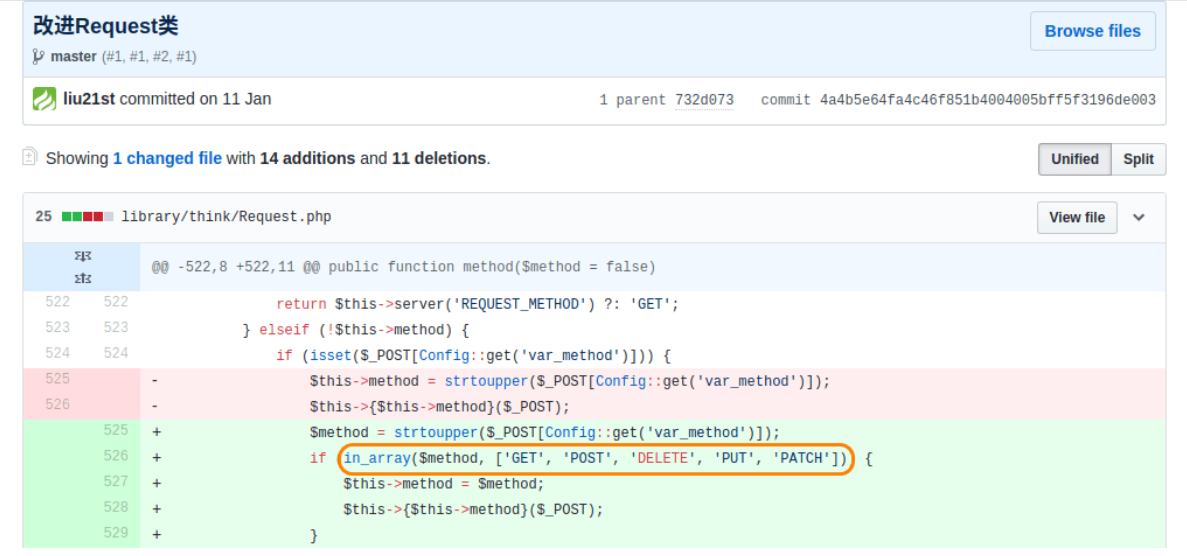 改进Request类
Browse files
master (#1, #1, #2, #1)
liu21st committed on 11 Jan
1 parent 732d073 commit 4a4b5e64fa4c46f851b4004005bff5f3196de003
Showing 1 changed file with 14 additions and 11 deletions.
Unified Split
25 library/think/Request.php
View file
@@ -522,8 +522,11 @@ public function method($method = false)
522 522 return $this->server('REQUEST_METHOD') ?: 'GET';
523 523 } elseif (!$this->method) {
524 524 if (isset($_POST[Config::get('var_method')])) {
525 - $this->method = strtoupper($_POST[Config::get('var_method')]);
526 - $this->{$this->method}($_POST);
525 + $method = strtoupper($_POST[Config::get('var_method')]);
526 + if (in_array($method, ['GET', 'POST', 'DELETE', 'PUT', 'PATCH'])) {
527 + $this->method = $method;
528 + $this->{$this->method}($_POST);
529 + }